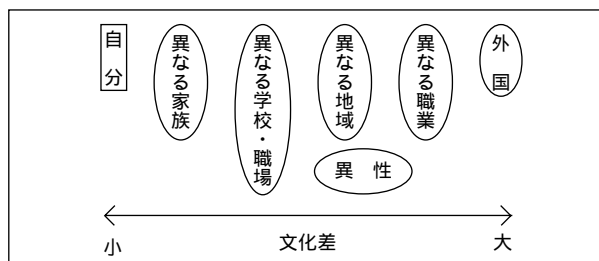 自分
異なる家族
異なる学校・職場
異なる地域
異なる職業
外国
異性
小
文化差
大